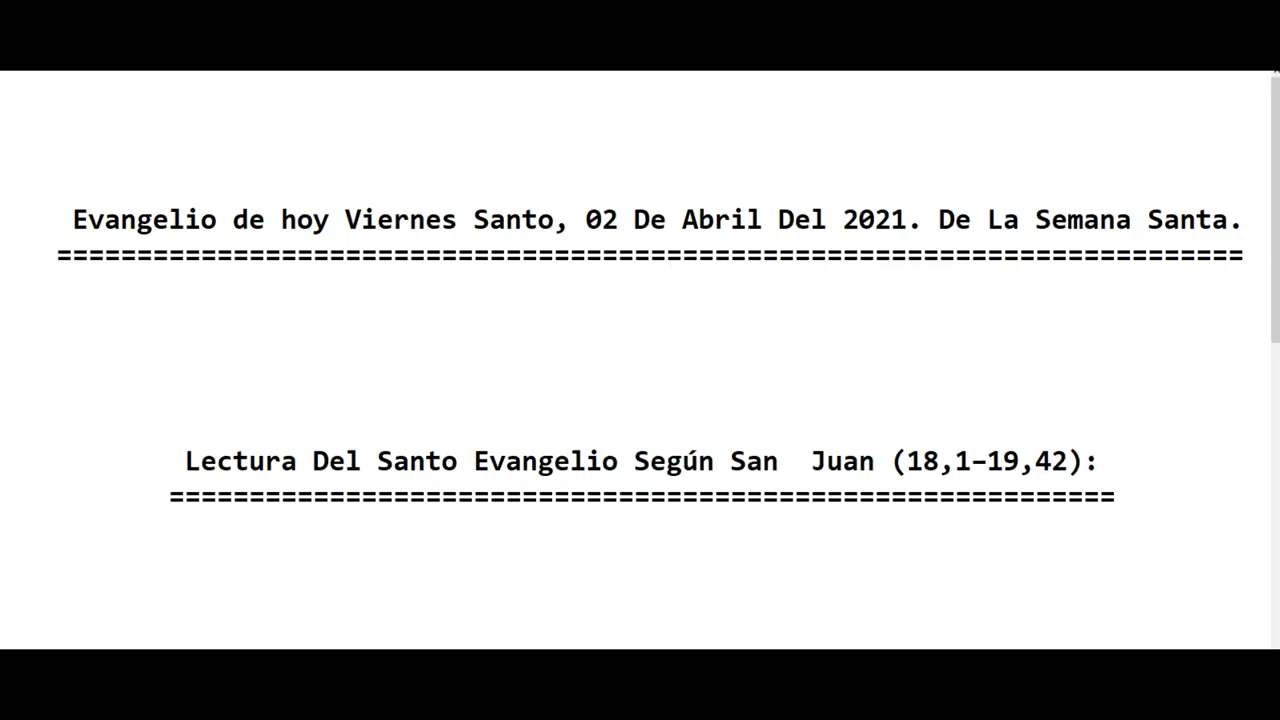 Evangelio de hoy Viernes Santo, 02 De Abril Del 2021. De La Semana Santa.
==========================================================================
Lectura Del Santo Evangelio Según San  Juan (18,1–19,42):
===========================================================